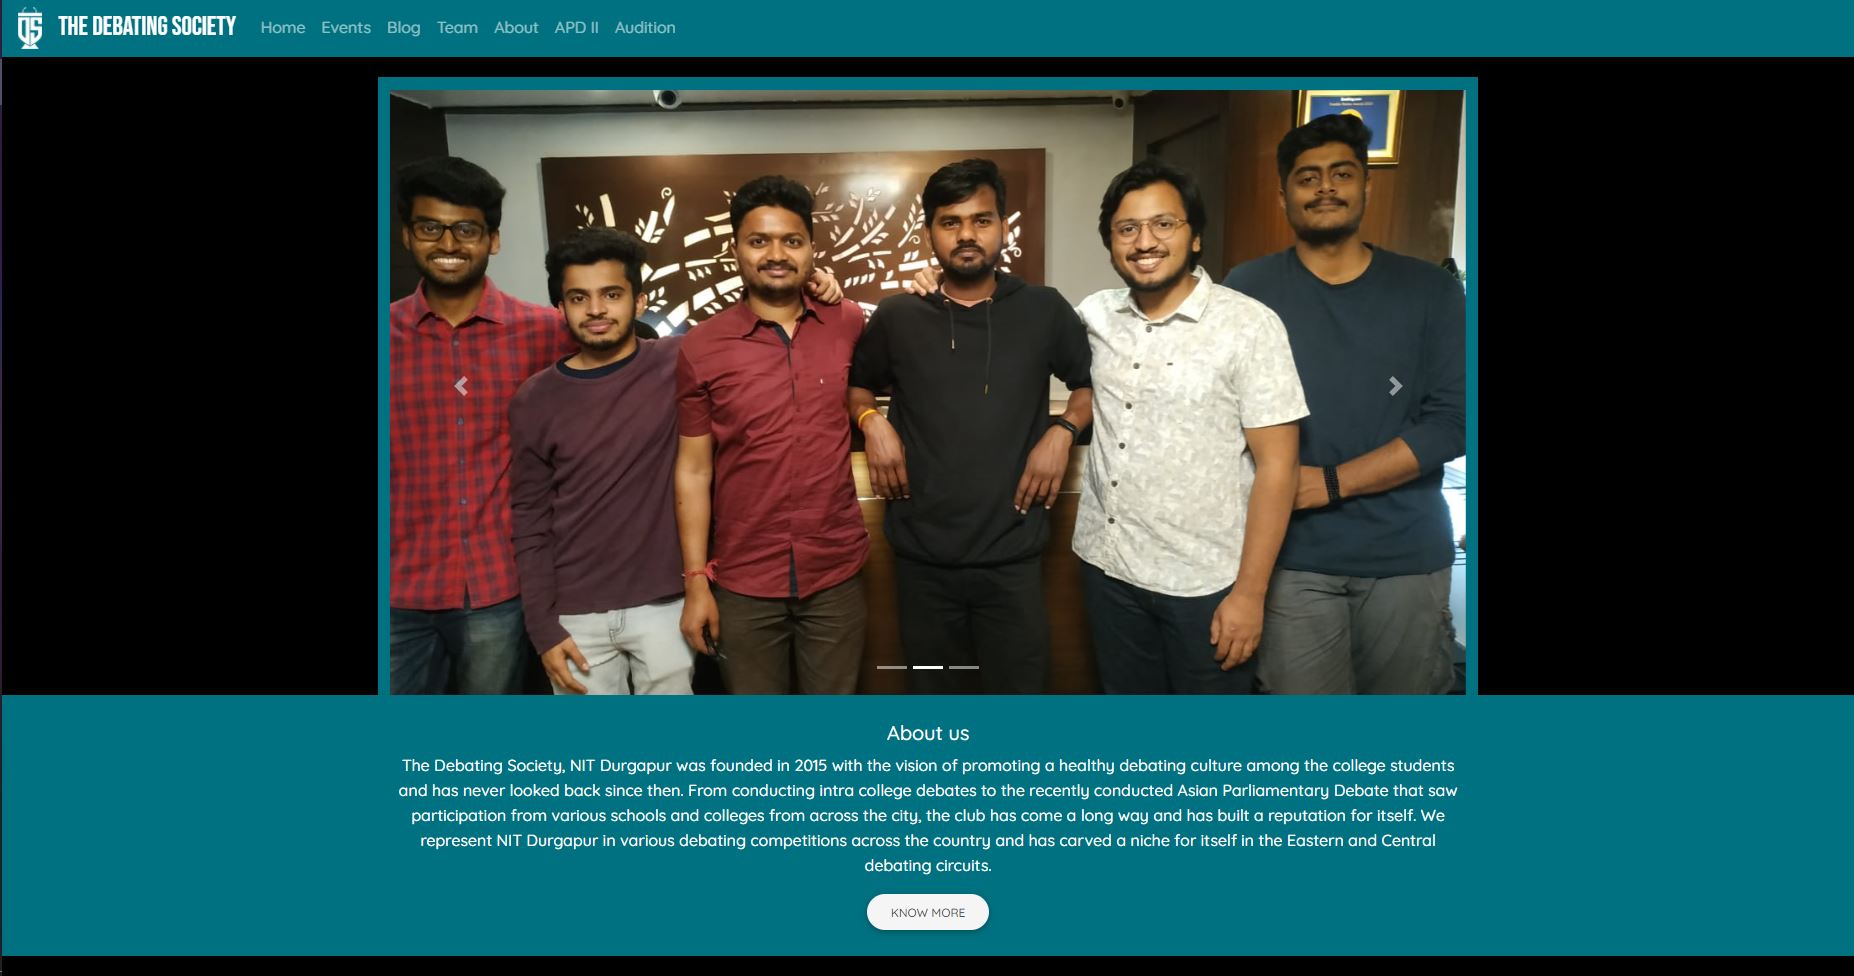 THE DEBATING SOCIETY
Home Events Blog Team About APD II Audition
About us
The Debating Society, NIT Durgapur was founded in 2015 with the vision of promoting a healthy debating culture among the college students
and has never looked back since then. From conducting intra college debates to the recently conducted Asian Parliamentary Debate that saw
participation from various schools and colleges from across the city, the club has come a long way and has built a reputation for itself. We
represent NIT Durgapur in various debating competitions across the country and has carved a niche for itself in the Eastern and Central
debating circuits.
KNOW MORE